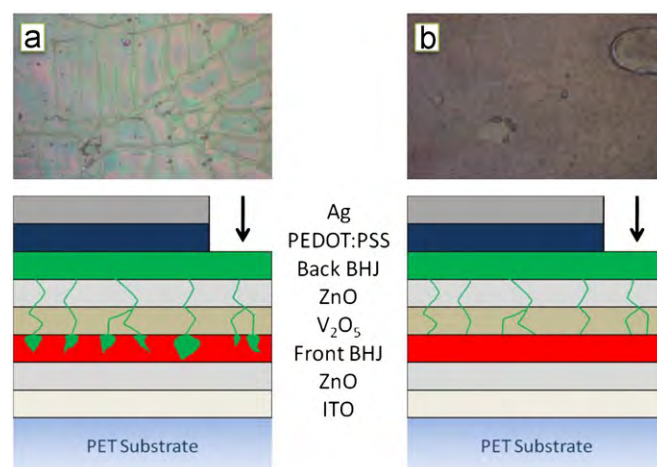 a
b
Ag
PEDOT:PSS
Back BHJ
ZnO
V₂O₅
Front BHJ
ZnO
ITO
PET Substrate
PET Substrate